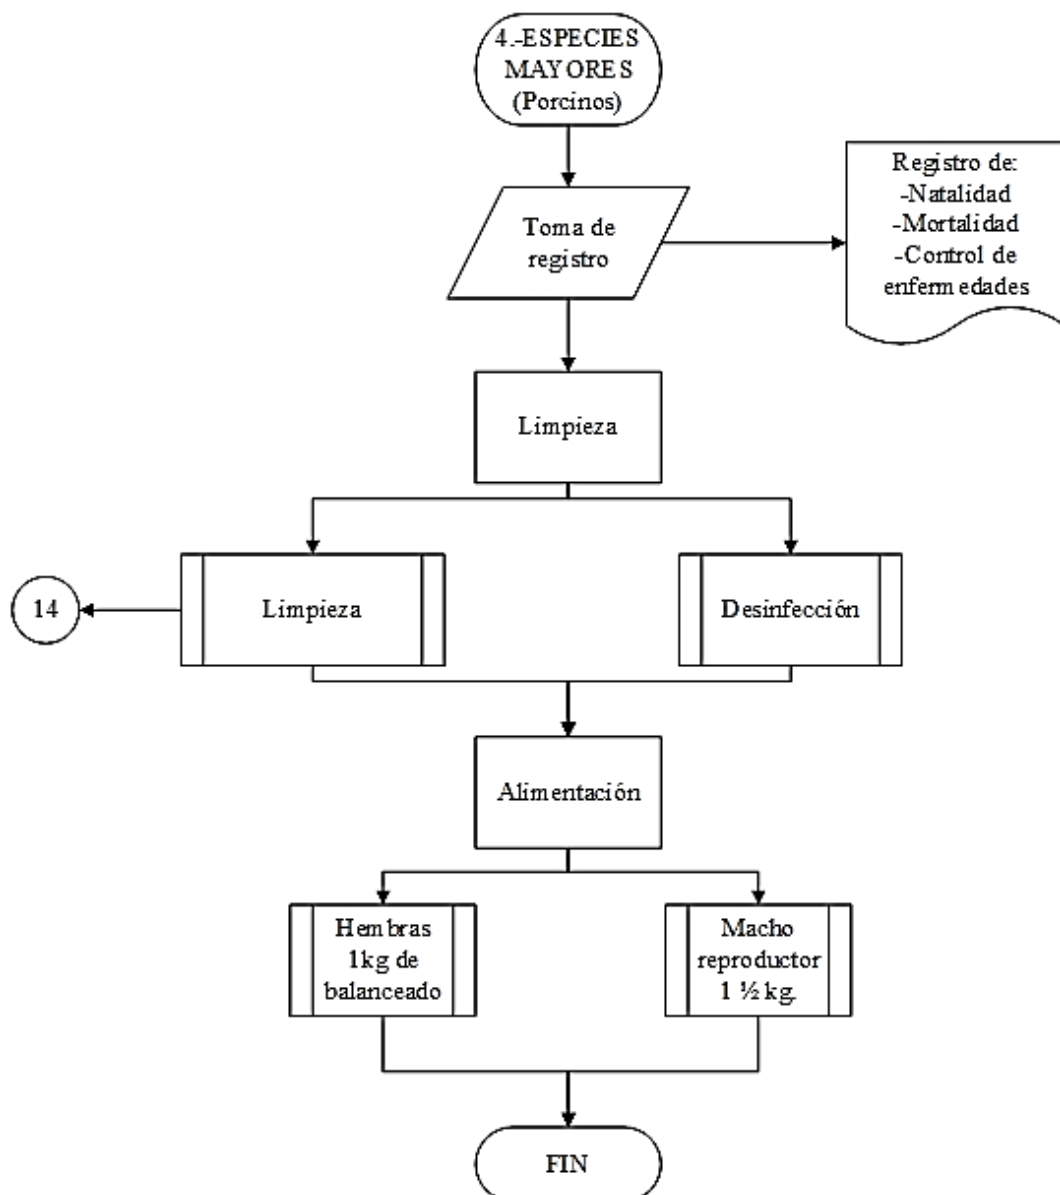 4.-ESPECIES
MAYORES
(Porcinos)
Toma de
registro
Registro de:
-Natalidad
-Mortalidad
-Control de
enfermedades
Limpieza
14
Limpieza
Desinfección
Alimentación
Hembras
1kg de
balanceado
Macho
reproductor
1 ½ kg.
FIN